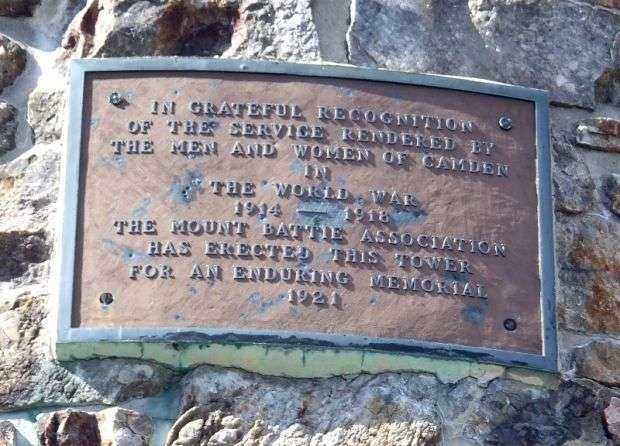 IN GRATEFUL RECOGNITION
OF THE SERVICE RENDERED BY
THE MEN AND WOMEN OF CAMDEN
IN
THE WORLD WAR
1914 — 1918
THE MOUNT BATTIE ASSOCIATION
HAS ERECTED THIS TOWER
FOR AN ENDURING MEMORIAL
1921